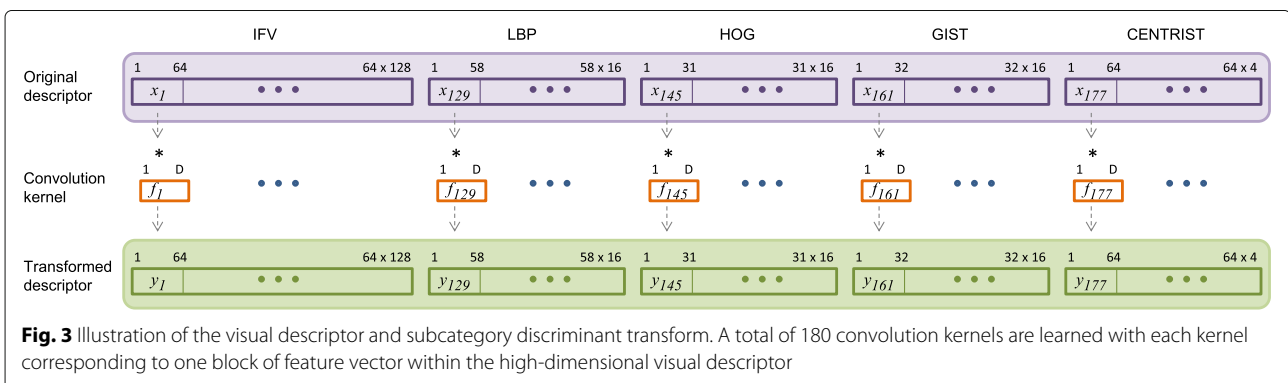 IFV LBP HOG GIST CENTRIST
Original descriptor
1 64 64 x 128 1 58 58 x 16 1 31 31 x 16 1 32 32 x 16 1 64 64 x 4
x1 • • • x129 • • • x145 • • • x161 • • • x177 • • •
* * * * *
Convolution kernel
1 D 1 D 1 D 1 D 1 D
f1 • • • f129 • • • f145 • • • f161 • • • f177 • • •
Transformed descriptor
1 64 64 x 128 1 58 58 x 16 1 31 31 x 16 1 32 32 x 16 1 64 64 x 4
y1 • • • y129 • • • y145 • • • y161 • • • y177 • • •
Fig. 3 Illustration of the visual descriptor and subcategory discriminant transform. A total of 180 convolution kernels are learned with each kernel
corresponding to one block of feature vector within the high-dimensional visual descriptor